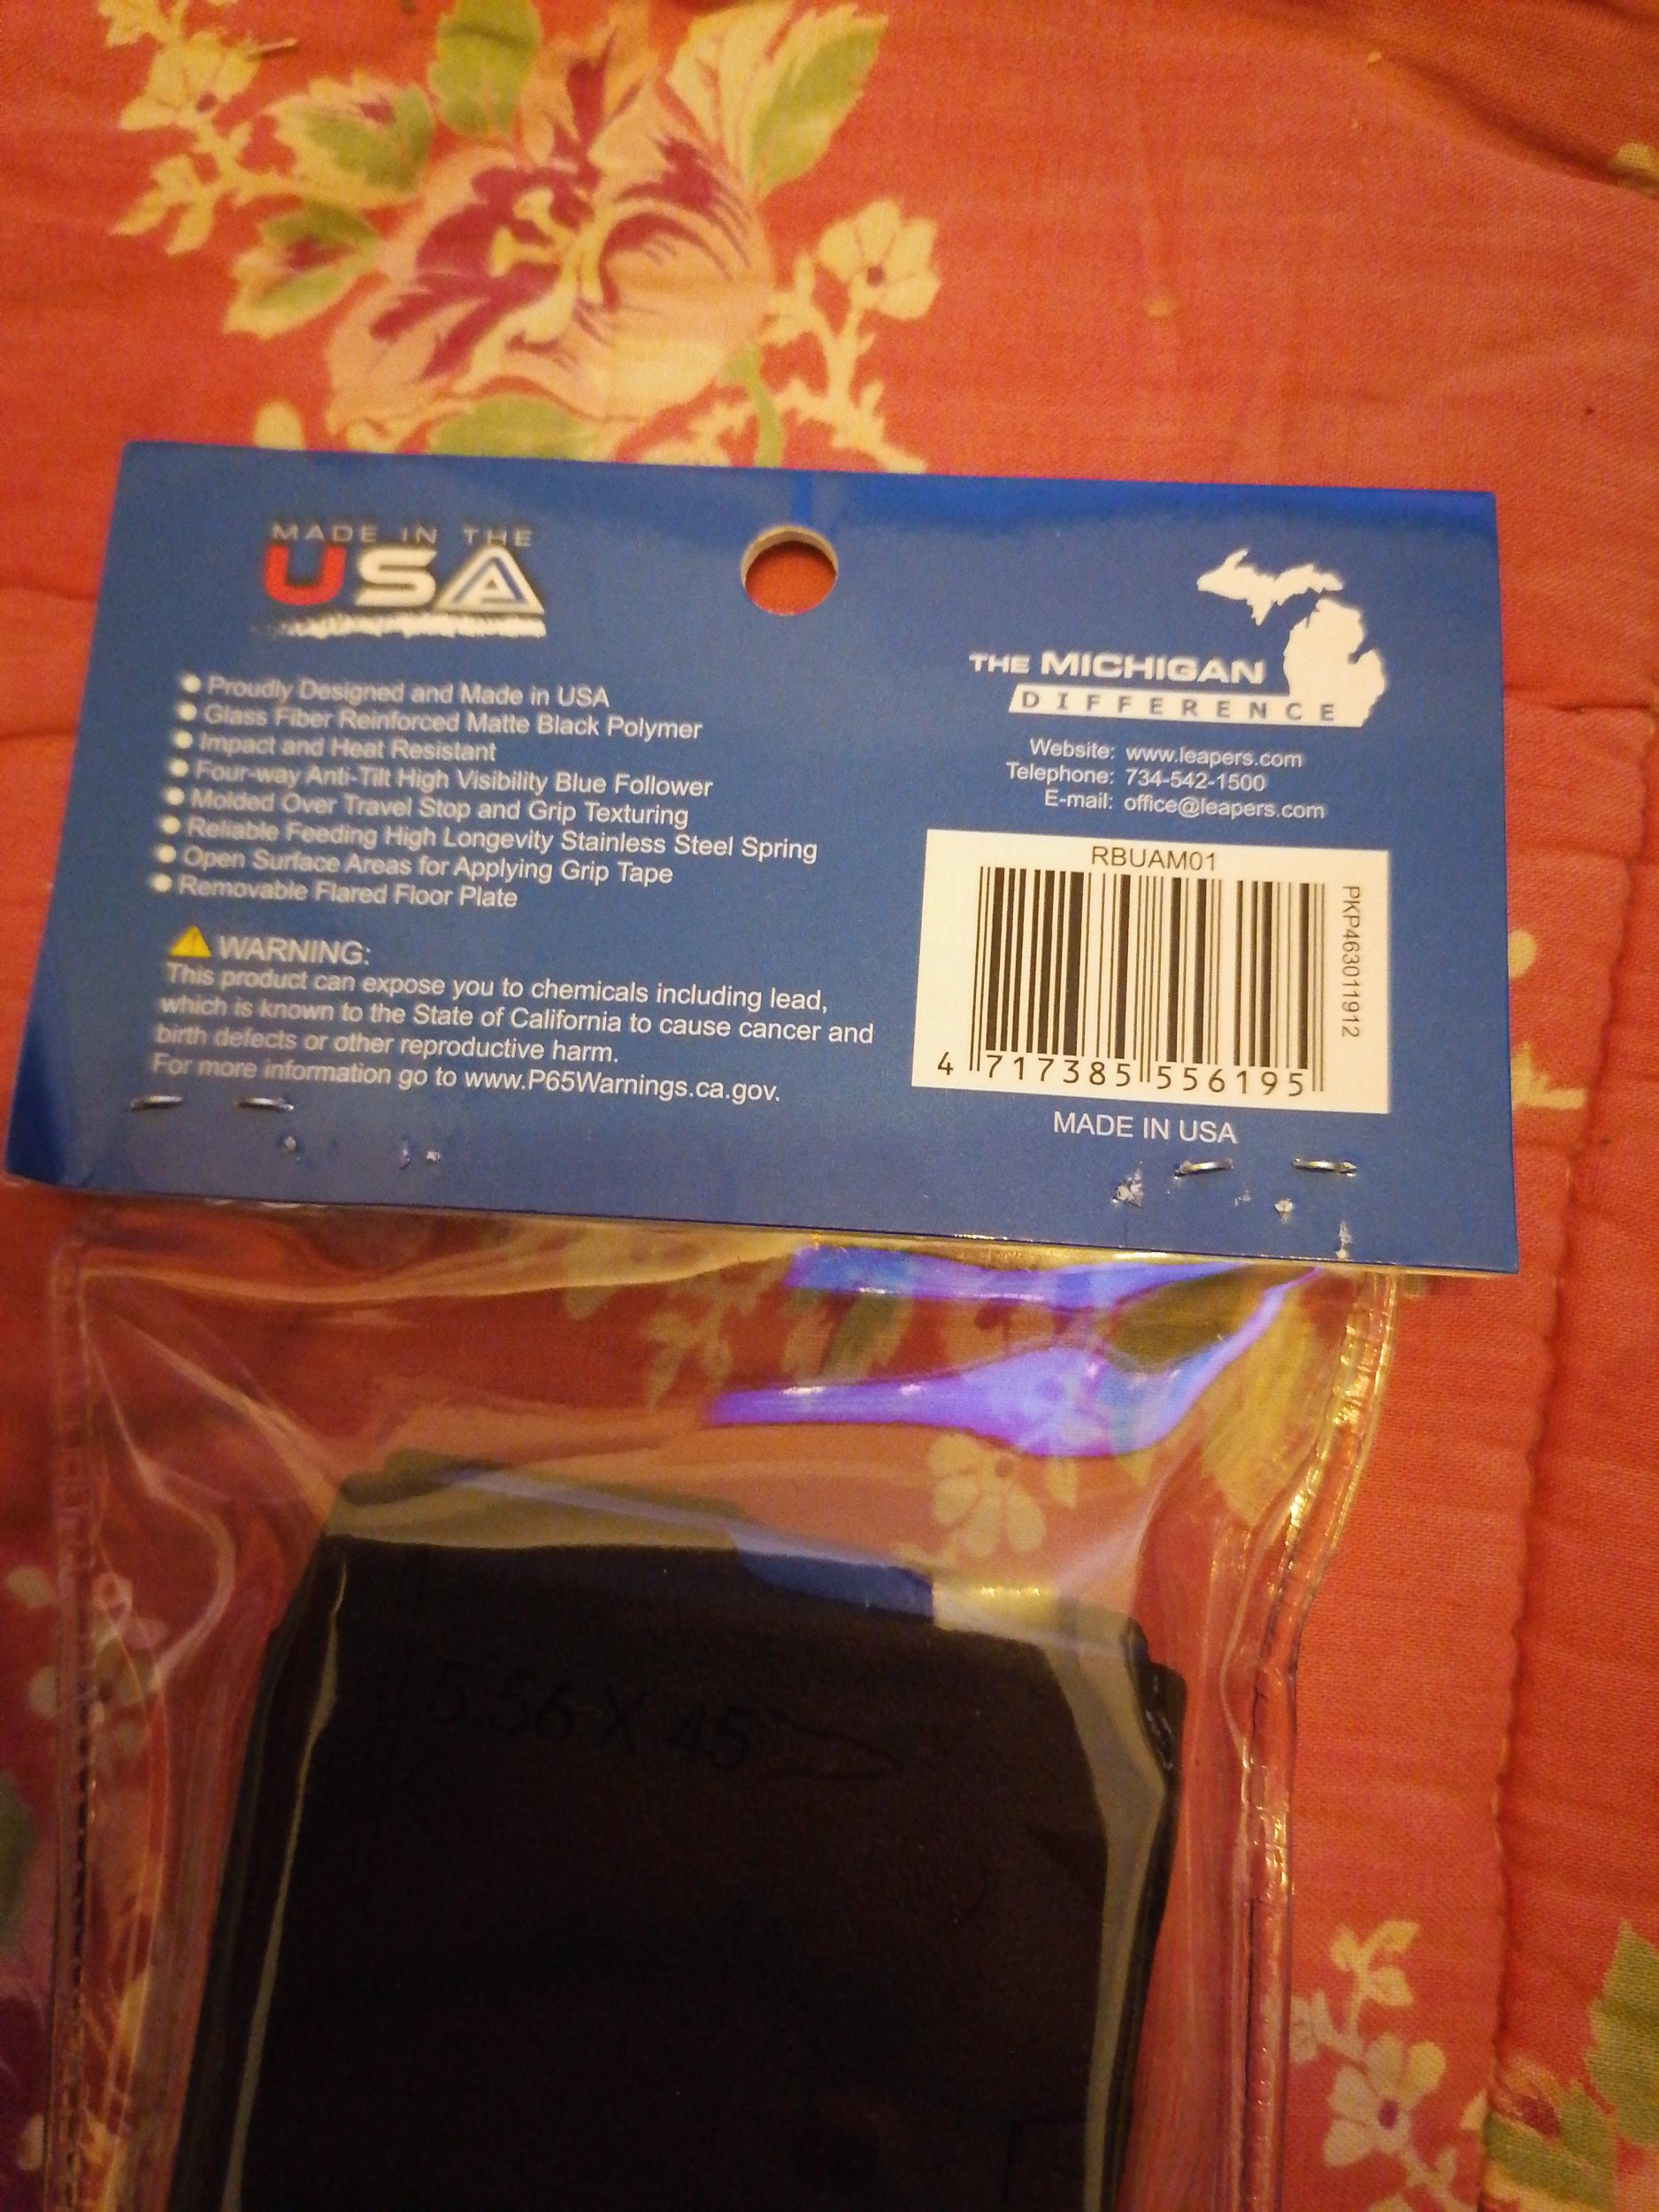 MADE IN THE
USA
● Proudly Designed and Made in USA
● Glass Fiber Reinforced Matte Black Polymer
● Impact and Heat Resistant
● Four-way Anti-Tilt High Visibility Blue Follower
● Molded Over Travel Stop and Grip Texturing
● Reliable Feeding High Longevity Stainless Steel Spring
● Open Surface Areas for Applying Grip Tape
● Removable Flared Floor Plate
WARNING:
This product can expose you to chemicals including lead,
which is known to the State of California to cause cancer and
birth defects or other reproductive harm.
For more information go to www.P65Warnings.ca.gov.
THE MICHIGAN
DIFFERENCE
Website: www.leapers.com
Telephone: 734-542-1500
E-mail: office@leapers.com
RBUAM01
PKP463011912
4 717385 556195
MADE IN USA
5.56 X 45